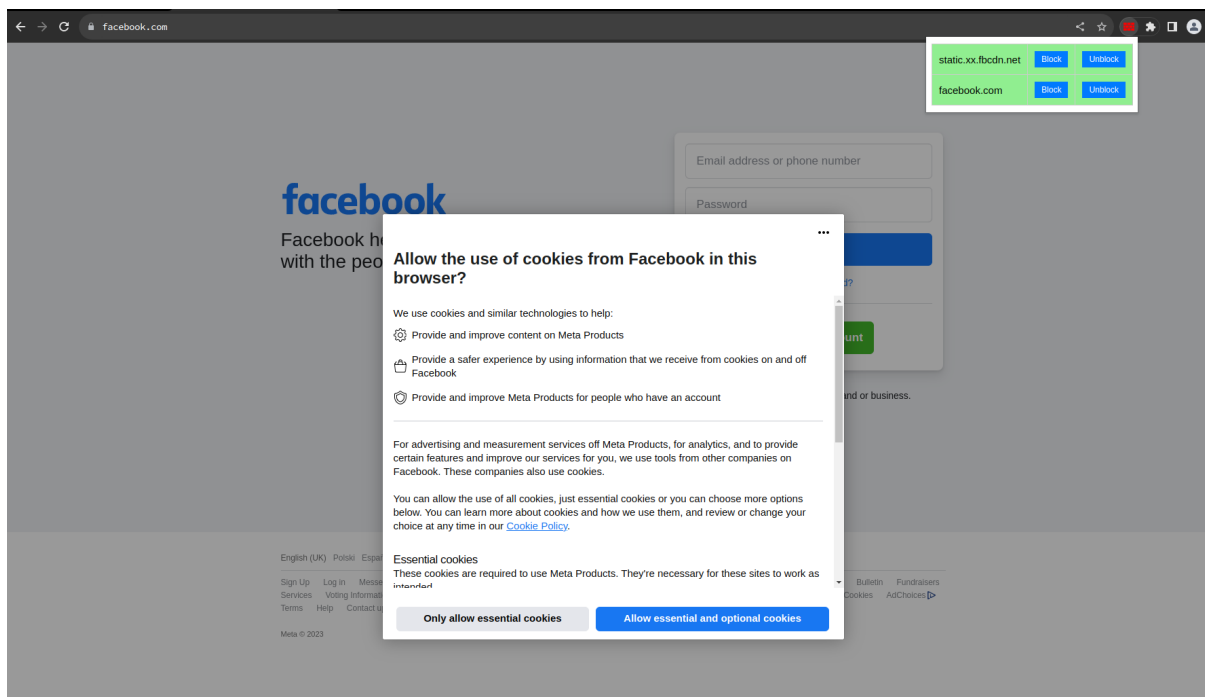 facebook.com
static.xx.fbcdn.net Block Unblock
facebook.com Block Unblock
Email address or phone number
Password
facebook
Facebook he
with the peo
d?
unt
and or business.
Allow the use of cookies from Facebook in this
browser?
We use cookies and similar technologies to help:
Provide and improve content on Meta Products
Provide a safer experience by using information that we receive from cookies on and off
Facebook
Provide and improve Meta Products for people who have an account
For advertising and measurement services off Meta Products, for analytics, and to provide
certain features and improve our services for you, we use tools from other companies on
Facebook. These companies also use cookies.
You can allow the use of all cookies, just essential cookies or you can choose more options
below. You can learn more about cookies and how we use them, and review or change your
choice at any time in our Cookie Policy.
Essential cookies
These cookies are required to use Meta Products. They're necessary for these sites to work as
intended.
Only allow essential cookies Allow essential and optional cookies
English (UK) Polski Españ
Sign Up Log in Messe Bulletin Fundraisers
Services Voting Informati Cookies AdChoices
Terms Help Contact u
Meta © 2023